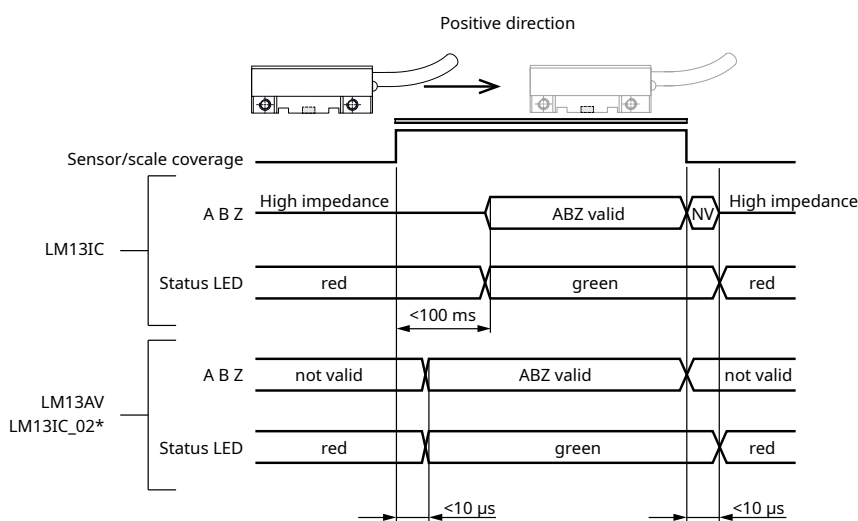 Positive direction
Sensor/scale coverage
High impedance
High impedance
A B Z
ABZ valid
NV
LM13IC
Status LED
red
green
red
<100 ms
A B Z
not valid
ABZ valid
not valid
LM13AV
LM13IC_02*
Status LED
red
green
red
<10 µs
<10 µs